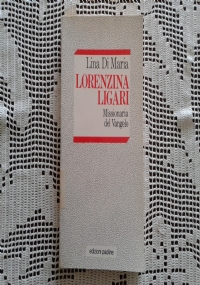 Lina Di Maria
LORENZINA
LIGARI
Missionaria
del Vangelo
edizioni paoline